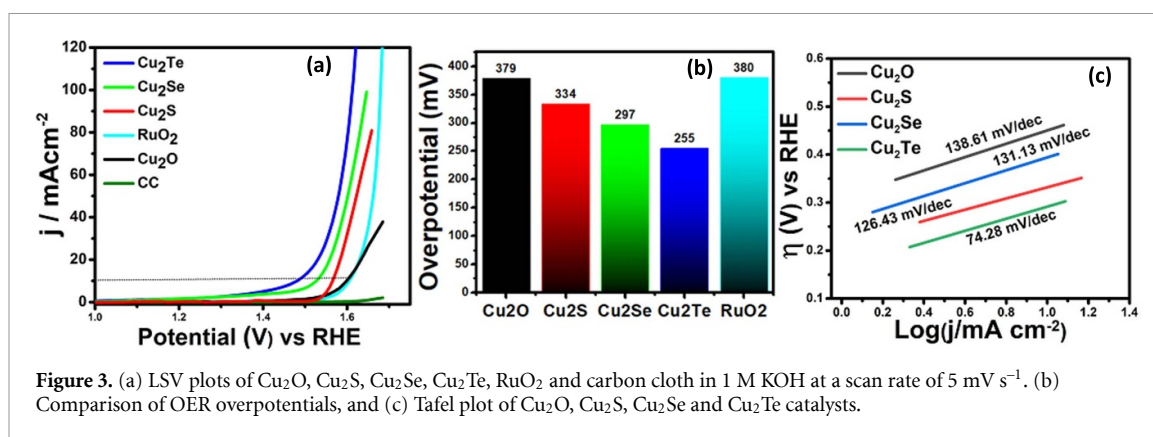 120
100
80
60
40
20
0
j / mAcm-2
1.0
1.2
1.4
1.6
Potential (V) vs RHE
Cu2Te
Cu2Se
Cu2S
RuO2
Cu2O
CC
(a)
400
350
300
250
200
150
100
50
0
Overpotential (mV)
379
334
297
255
380
(b)
Cu2O Cu2S Cu2Se Cu2Te RuO2
0.6
0.5
0.4
0.3
0.2
0.1
η (V) vs RHE
Cu2O
Cu2S
Cu2Se
Cu2Te
(c)
138.61 mV/dec
131.13 mV/dec
126.43 mV/dec
74.28 mV/dec
0.0 0.2 0.4 0.6 0.8 1.0 1.2 1.4
Log(j/mA cm-2)
Figure 3. (a) LSV plots of Cu2O, Cu2S, Cu2Se, Cu2Te, RuO2 and carbon cloth in 1 M KOH at a scan rate of 5 mV s−1. (b)
Comparison of OER overpotentials, and (c) Tafel plot of Cu2O, Cu2S, Cu2Se and Cu2Te catalysts.